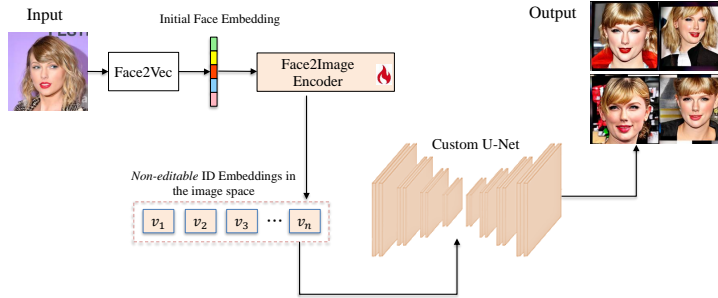 Input
Output
Initial Face Embedding
Face2Vec
Face2Image
Encoder
Custom U-Net
Non-editable ID Embeddings in
the image space
v₁ v₂ v₃ ⋯ vₙ